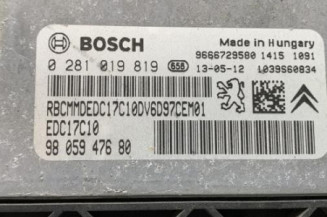 BOSCH Made in Hungary
0 281 019 819 658 9666729580 1415 1091
13-05-12 L039S60834
RBCMMDEDC17C10DV6D97CEM01
EDC17C10
98 059 476 80